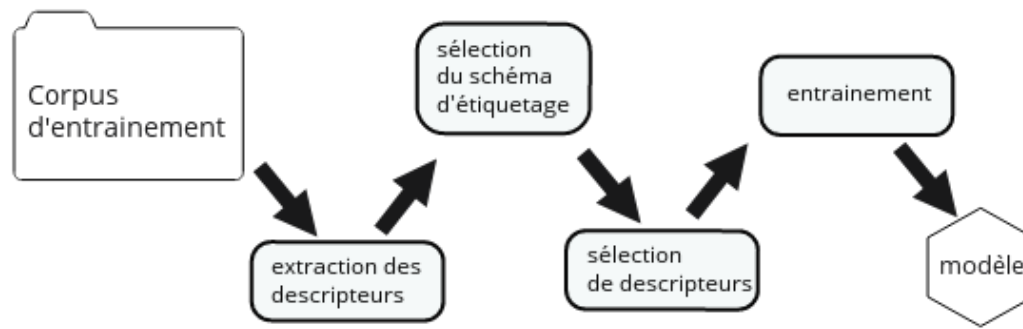 Corpus
d'entrainement
extraction des
descripteurs
sélection
du schéma
d'étiquetage
sélection
de descripteurs
entrainement
modèle